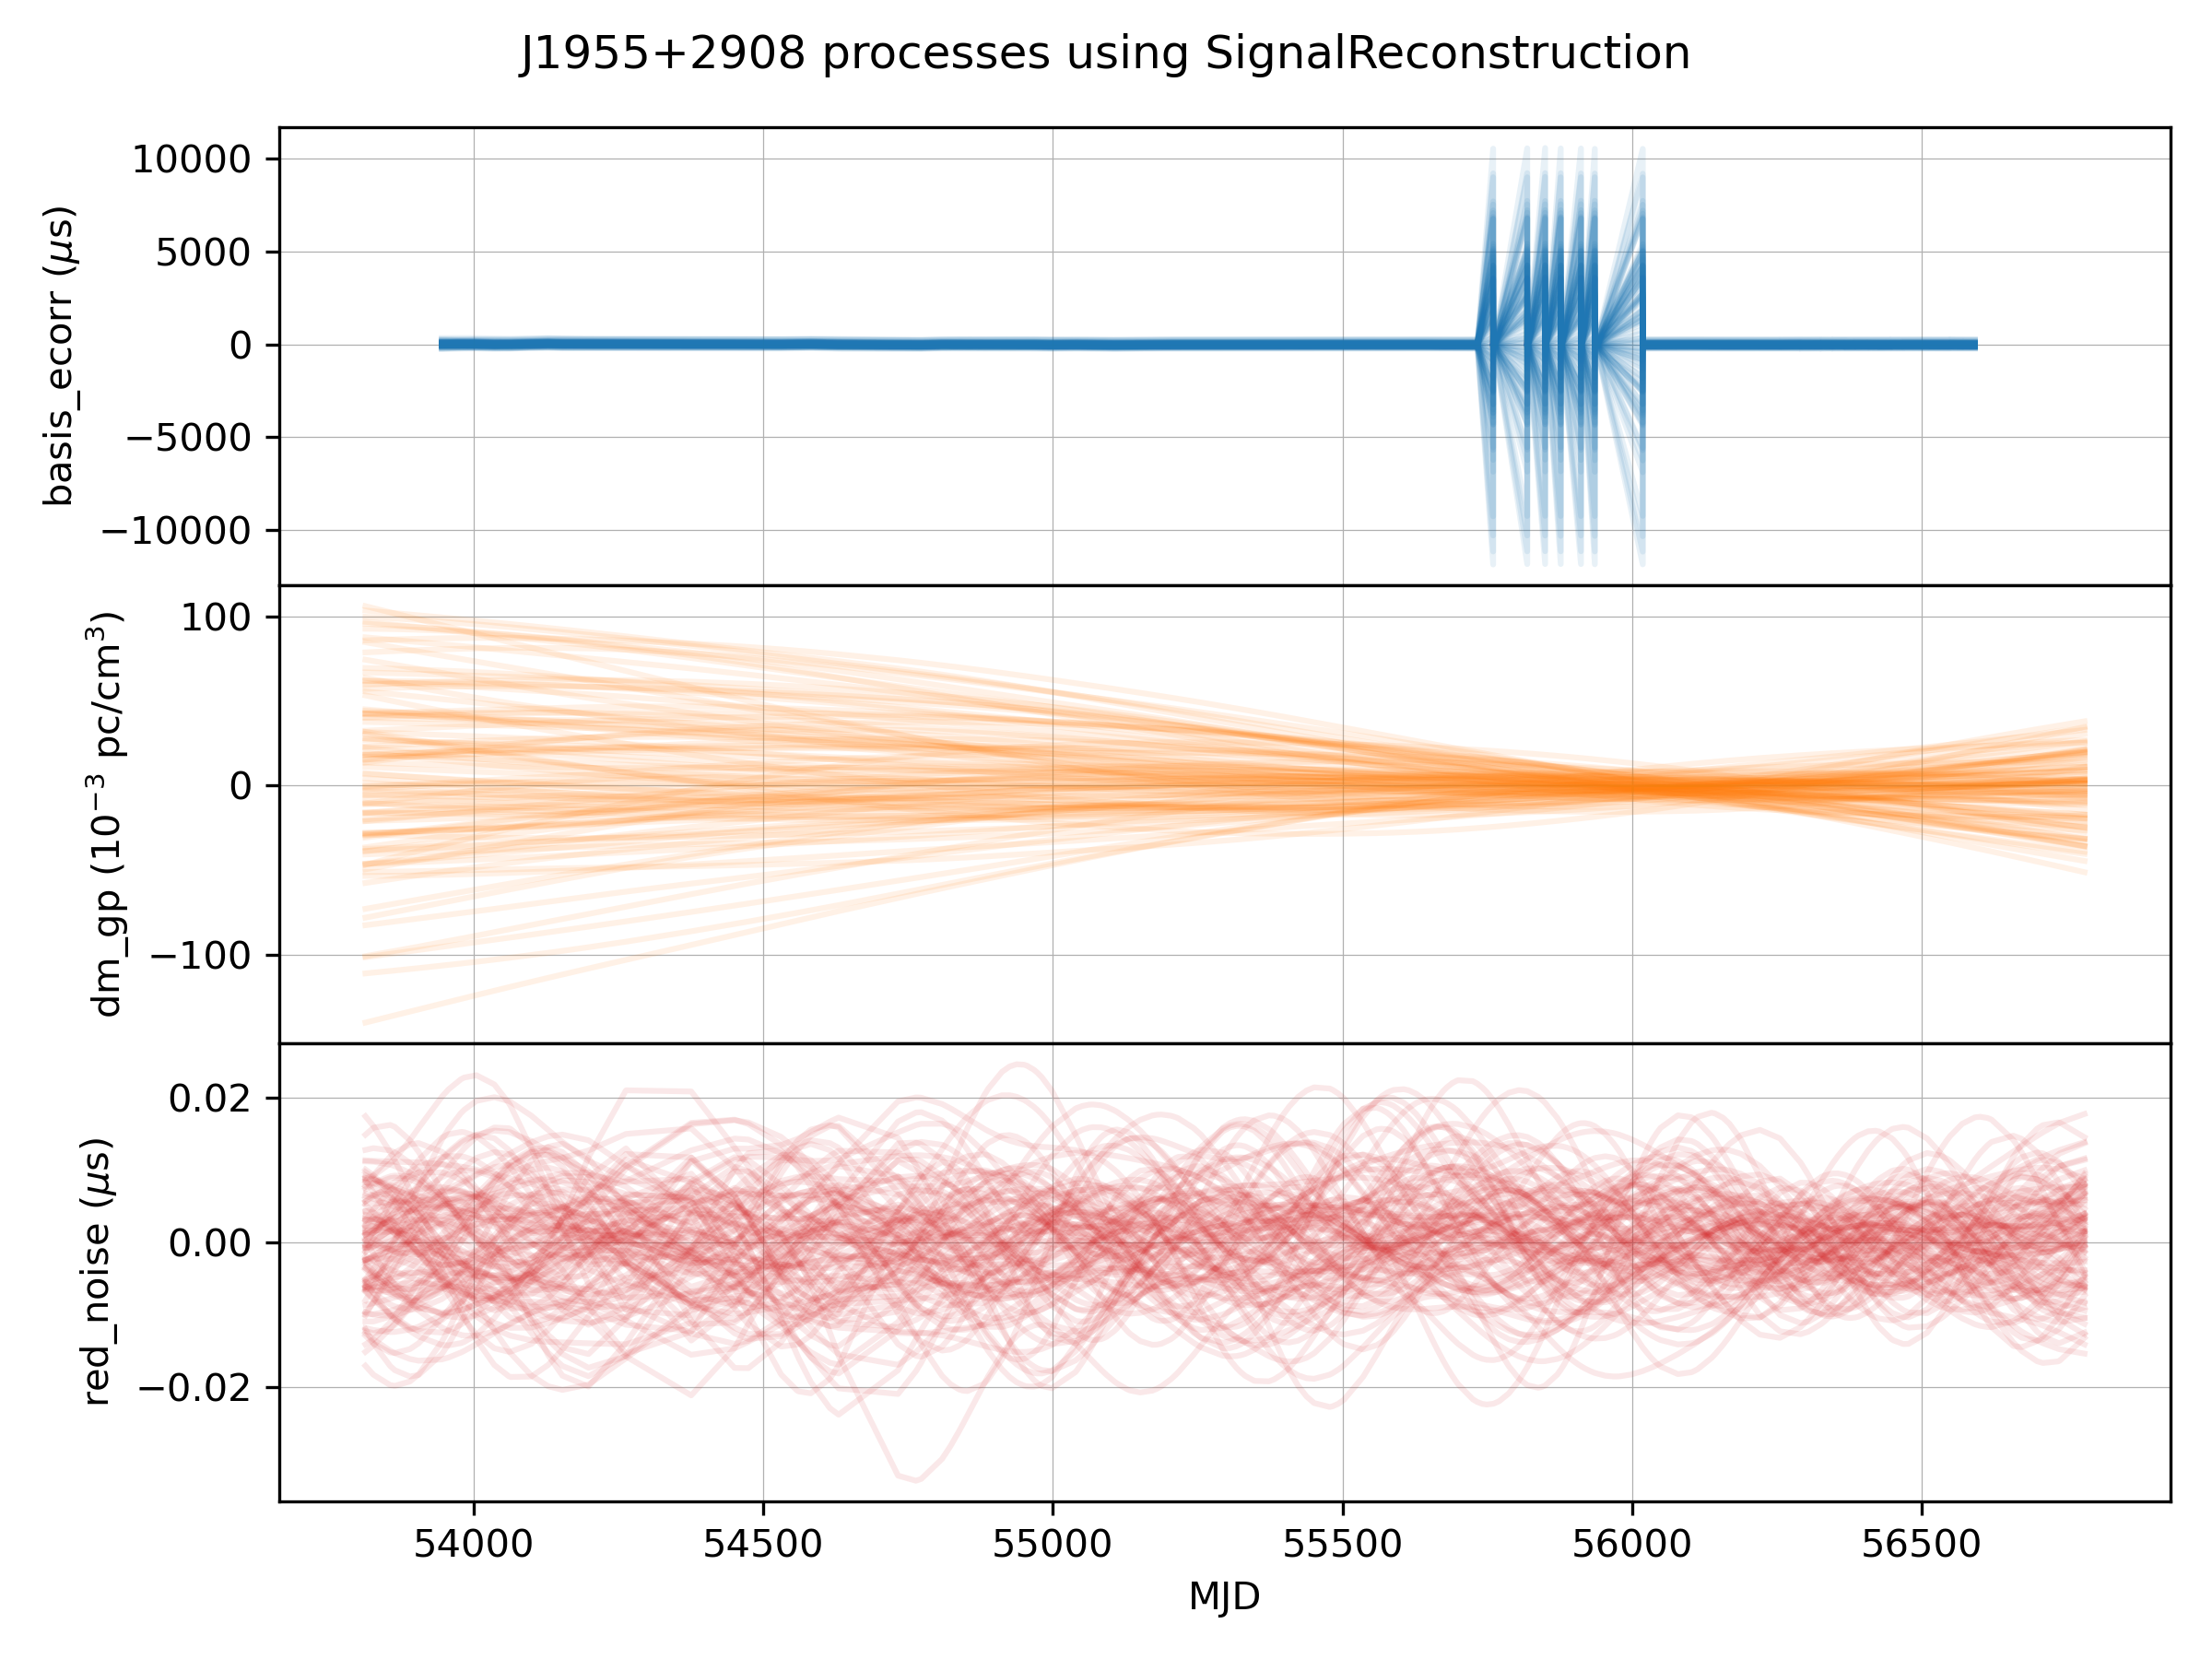 J1955+2908 processes using SignalReconstruction
basis_ecorr (μs)
10000
5000
0
−5000
−10000
dm_gp (10⁻³ pc/cm³)
100
0
−100
red_noise (μs)
0.02
0.00
−0.02
54000 54500 55000 55500 56000 56500
MJD